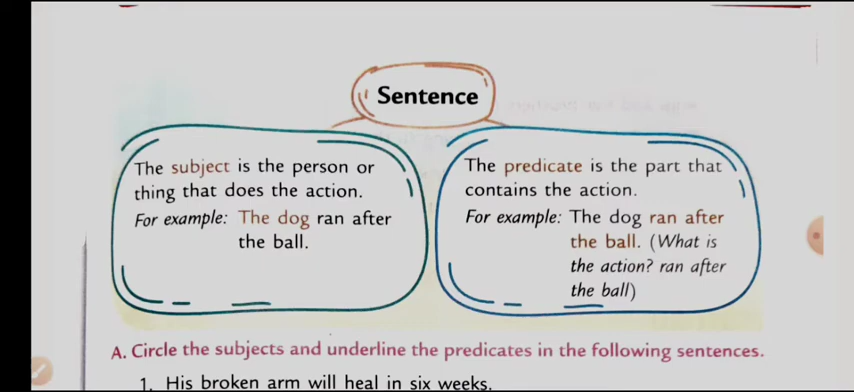 Sentence
The subject is the person or
thing that does the action.
For example: The dog ran after
the ball.
The predicate is the part that
contains the action.
For example: The dog ran after
the ball. (What is
the action? ran after
the ball)
A. Circle the subjects and underline the predicates in the following sentences.
1. His broken arm will heal in six weeks.